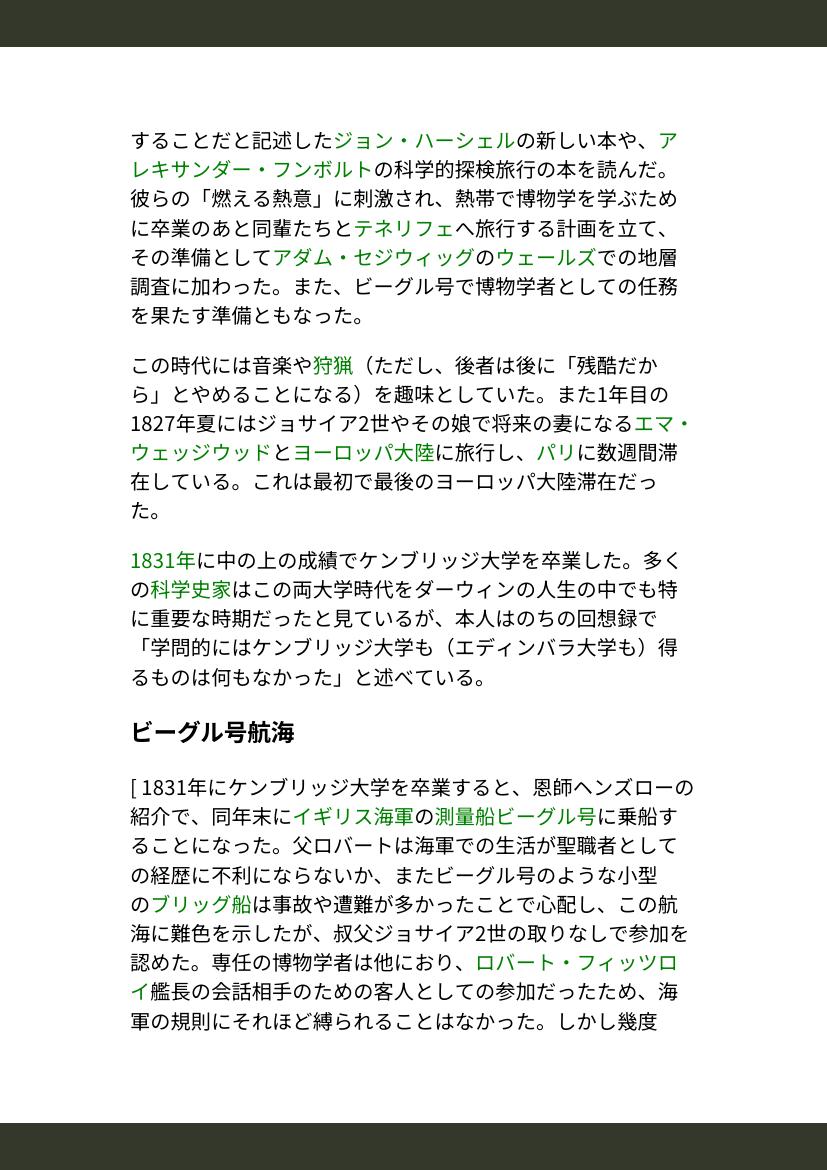 することだと記述したジョン・ハーシェルの新しい本や、ア
レキサンダー・フンボルトの科学的探検旅行の本を読んだ。
彼らの「燃える熱意」に刺激され、熱帯で博物学を学ぶため
に卒業のあと同輩たちとテネリフェへ旅行する計画を立て、
その準備としてアダム・セジウィッグのウェールズでの地層
調査に加わった。また、ビーグル号で博物学者としての任務
を果たす準備ともなった。
この時代には音楽や狩猟（ただし、後者は後に「残酷だか
ら」とやめることになる）を趣味としていた。また1年目の
1827年夏にはジョサイア2世やその娘で将来の妻になるエマ・
ウェッジウッドとヨーロッパ大陸に旅行し、パリに数週間滞
在している。これは最初で最後のヨーロッパ大陸滞在だっ
た。
1831年に中の上の成績でケンブリッジ大学を卒業した。多く
の科学史家はこの両大学時代をダーウィンの人生の中でも特
に重要な時期だったと見ているが、本人はのちの回想録で
「学問的にはケンブリッジ大学も（エディンバラ大学も）得
るものは何もなかった」と述べている。
ビーグル号航海
[ 1831年にケンブリッジ大学を卒業すると、恩師ヘンズローの
紹介で、同年末にイギリス海軍の測量船ビーグル号に乗船す
ることになった。父ロバートは海軍での生活が聖職者として
の経歴に不利にならないか、またビーグル号のような小型
のブリッグ船は事故や遭難が多かったことで心配し、この航
海に難色を示したが、叔父ジョサイア2世の取りなしで参加を
認めた。専任の博物学者は他におり、ロバート・フィッツロ
イ艦長の会話相手のための客人としての参加だったため、海
軍の規則にそれほど縛られることはなかった。しかし幾度